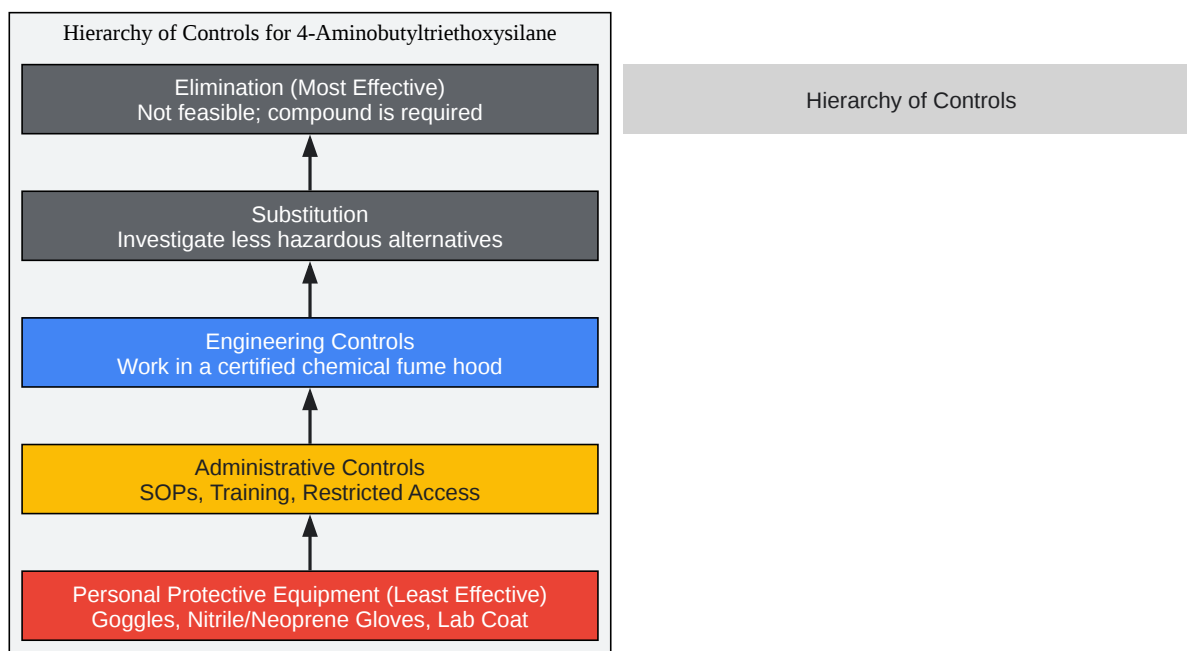 Hierarchy of Controls for 4-Aminobutyltriethoxysilane
Elimination (Most Effective)
Not feasible; compound is required
Hierarchy of Controls
Substitution
Investigate less hazardous alternatives
Engineering Controls
Work in a certified chemical fume hood
Administrative Controls
SOPs, Training, Restricted Access
Personal Protective Equipment (Least Effective)
Goggles, Nitrile/Neoprene Gloves, Lab Coat